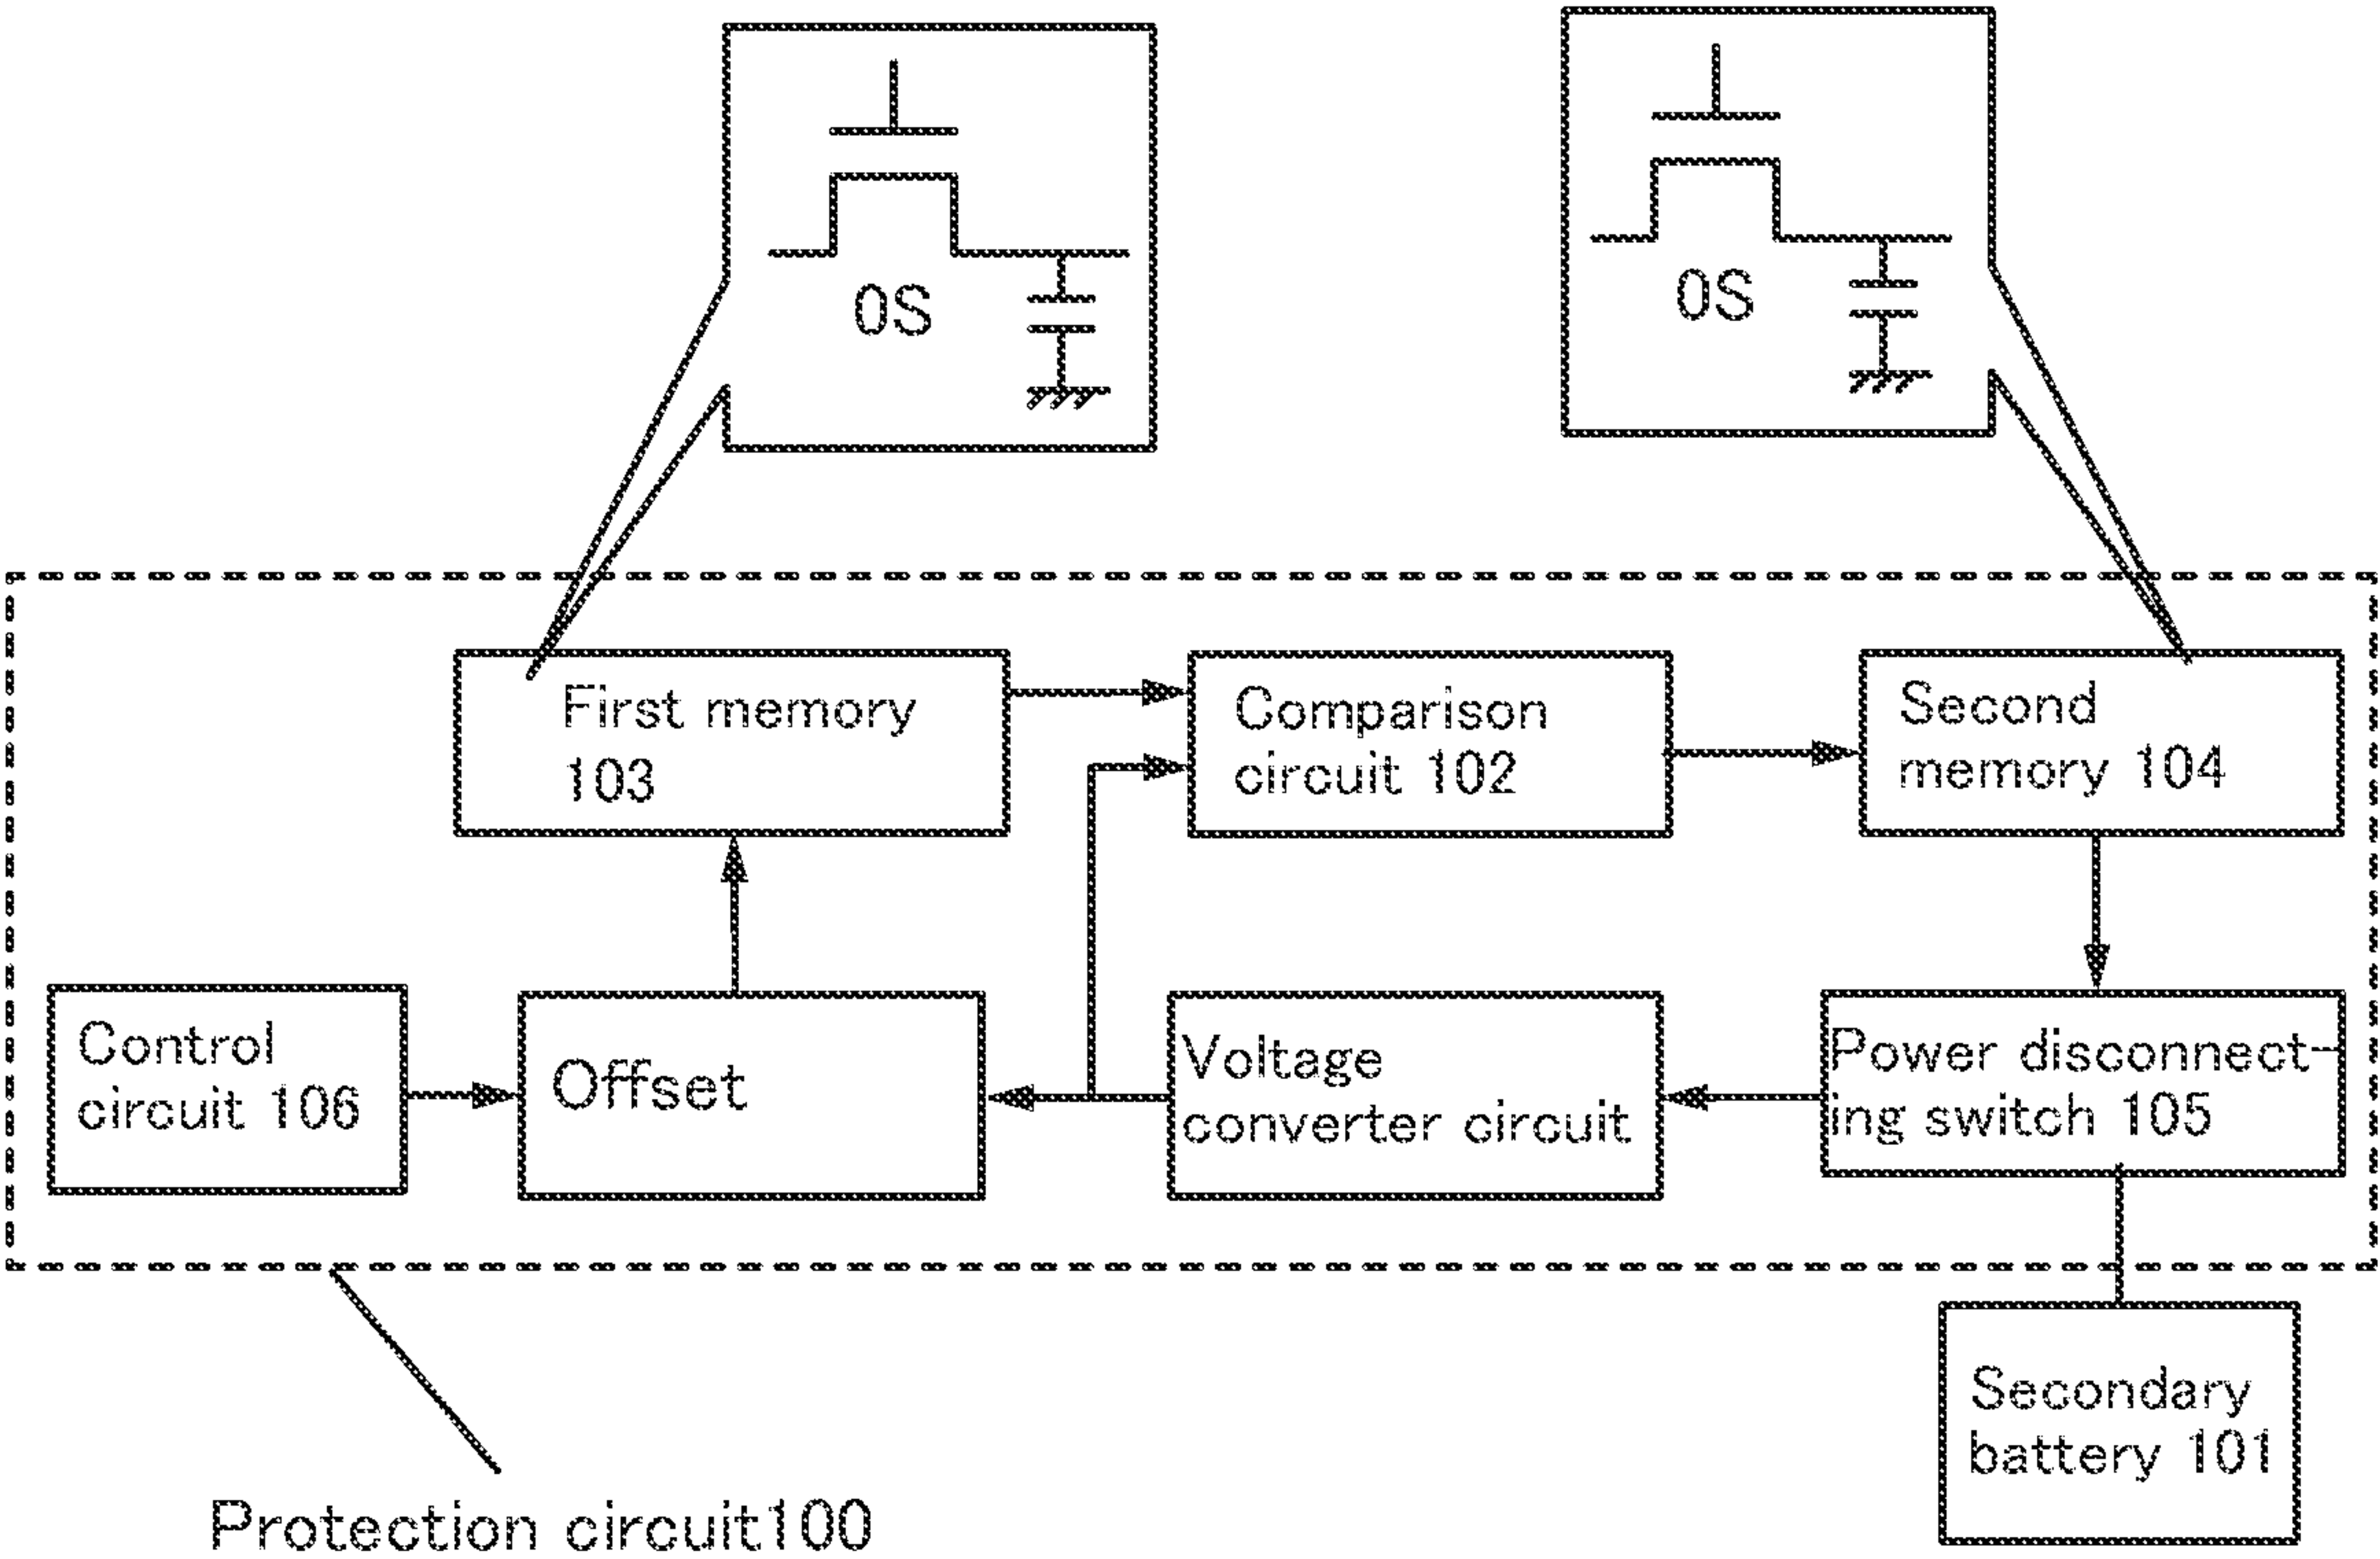 OS
OS
First memory
103
Comparison
circuit 102
Second
memory 104
Control
circuit 106
Offset
Voltage
converter circuit
Power disconnect-
ing switch 105
Secondary
battery 101
Protection circuit100